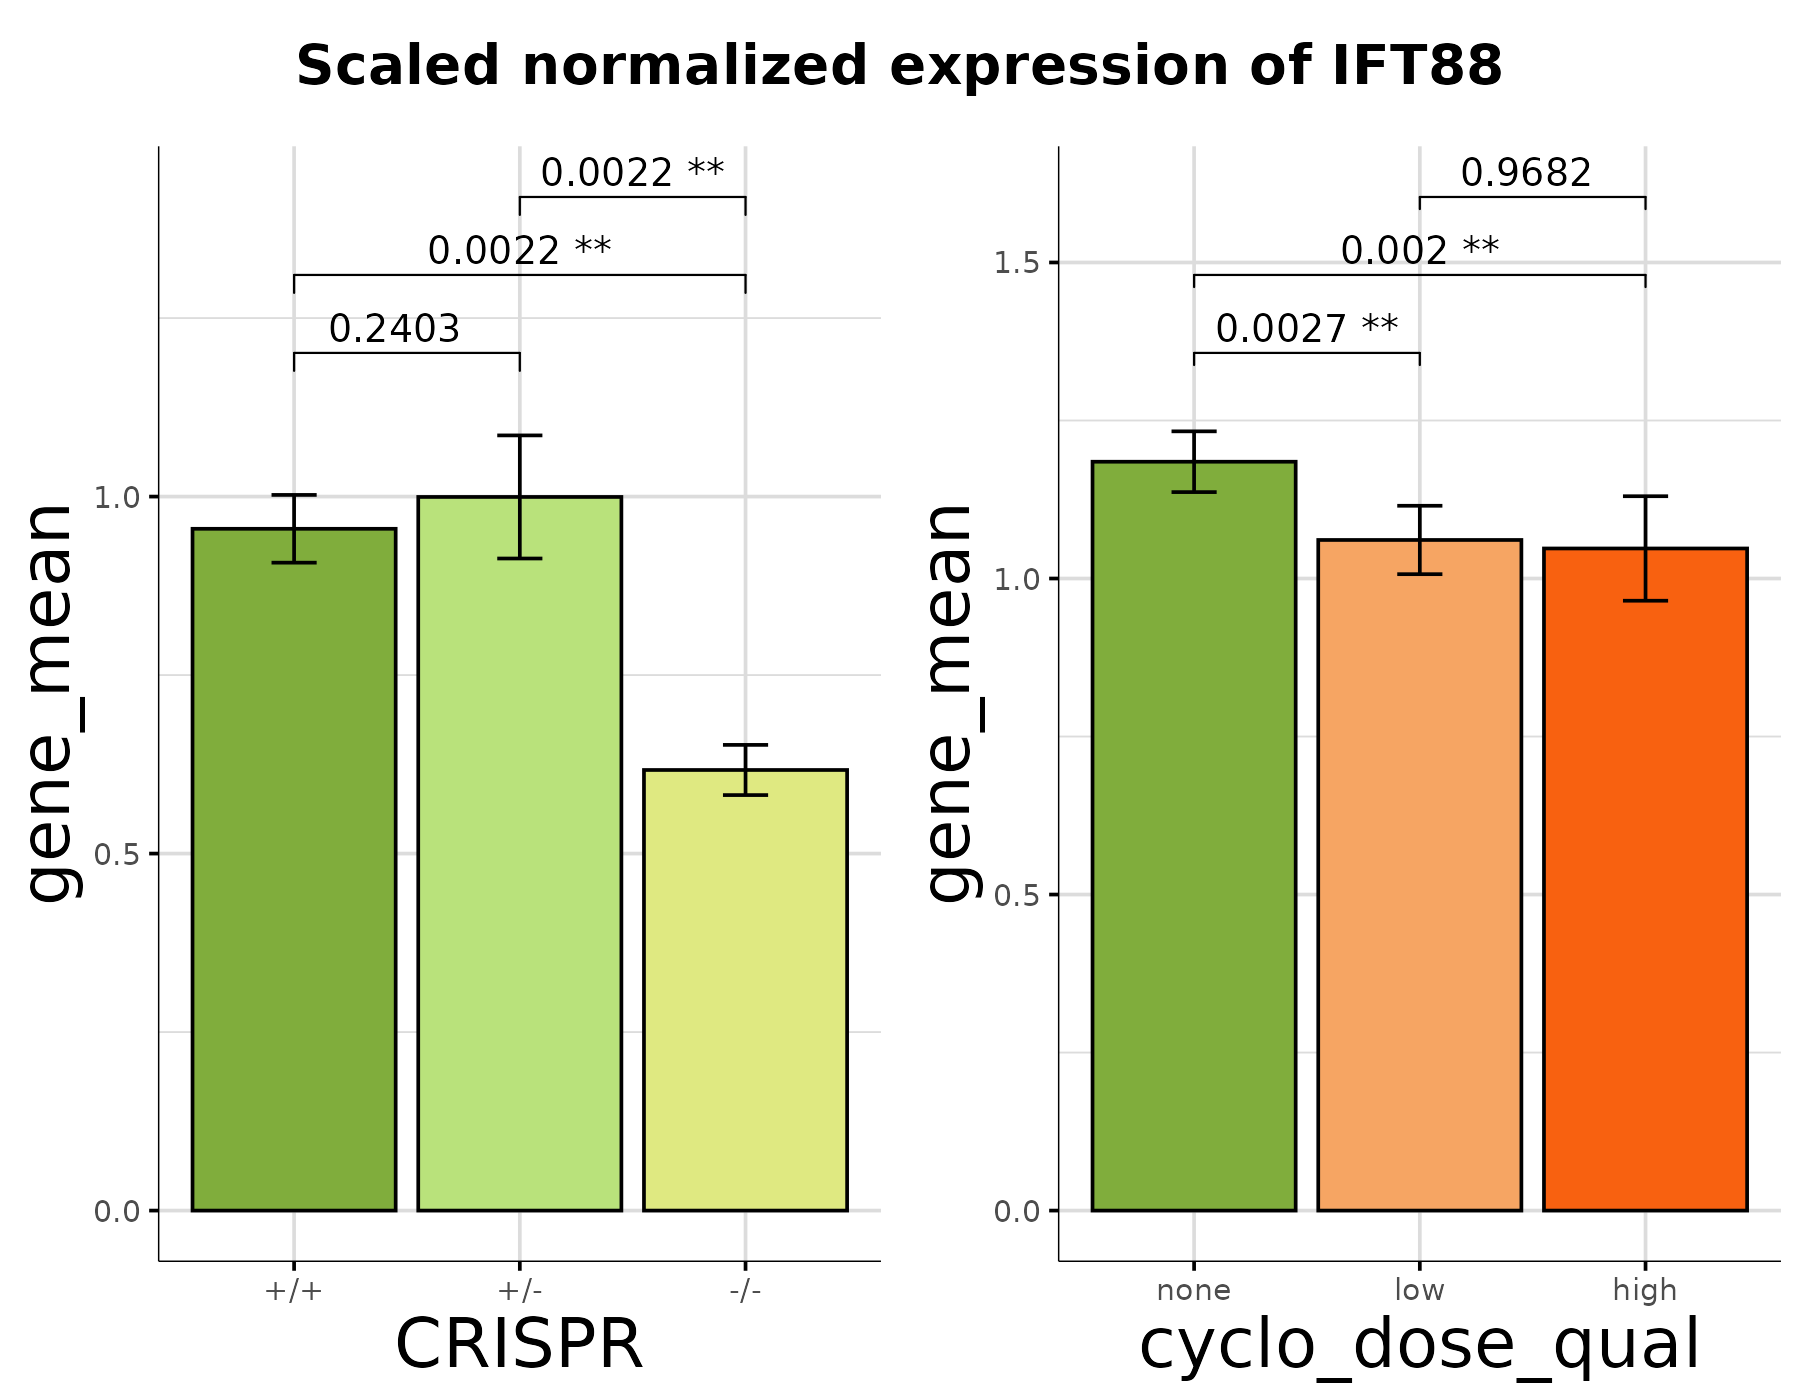 Scaled normalized expression of IFT88
0.0022 **
0.0022 **
0.2403
1.0
0.5
0.0
gene_mean
+/+ +/- -/-
CRISPR
0.9682
0.002 **
0.0027 **
1.5
1.0
0.5
0.0
gene_mean
none low high
cyclo_dose_qual